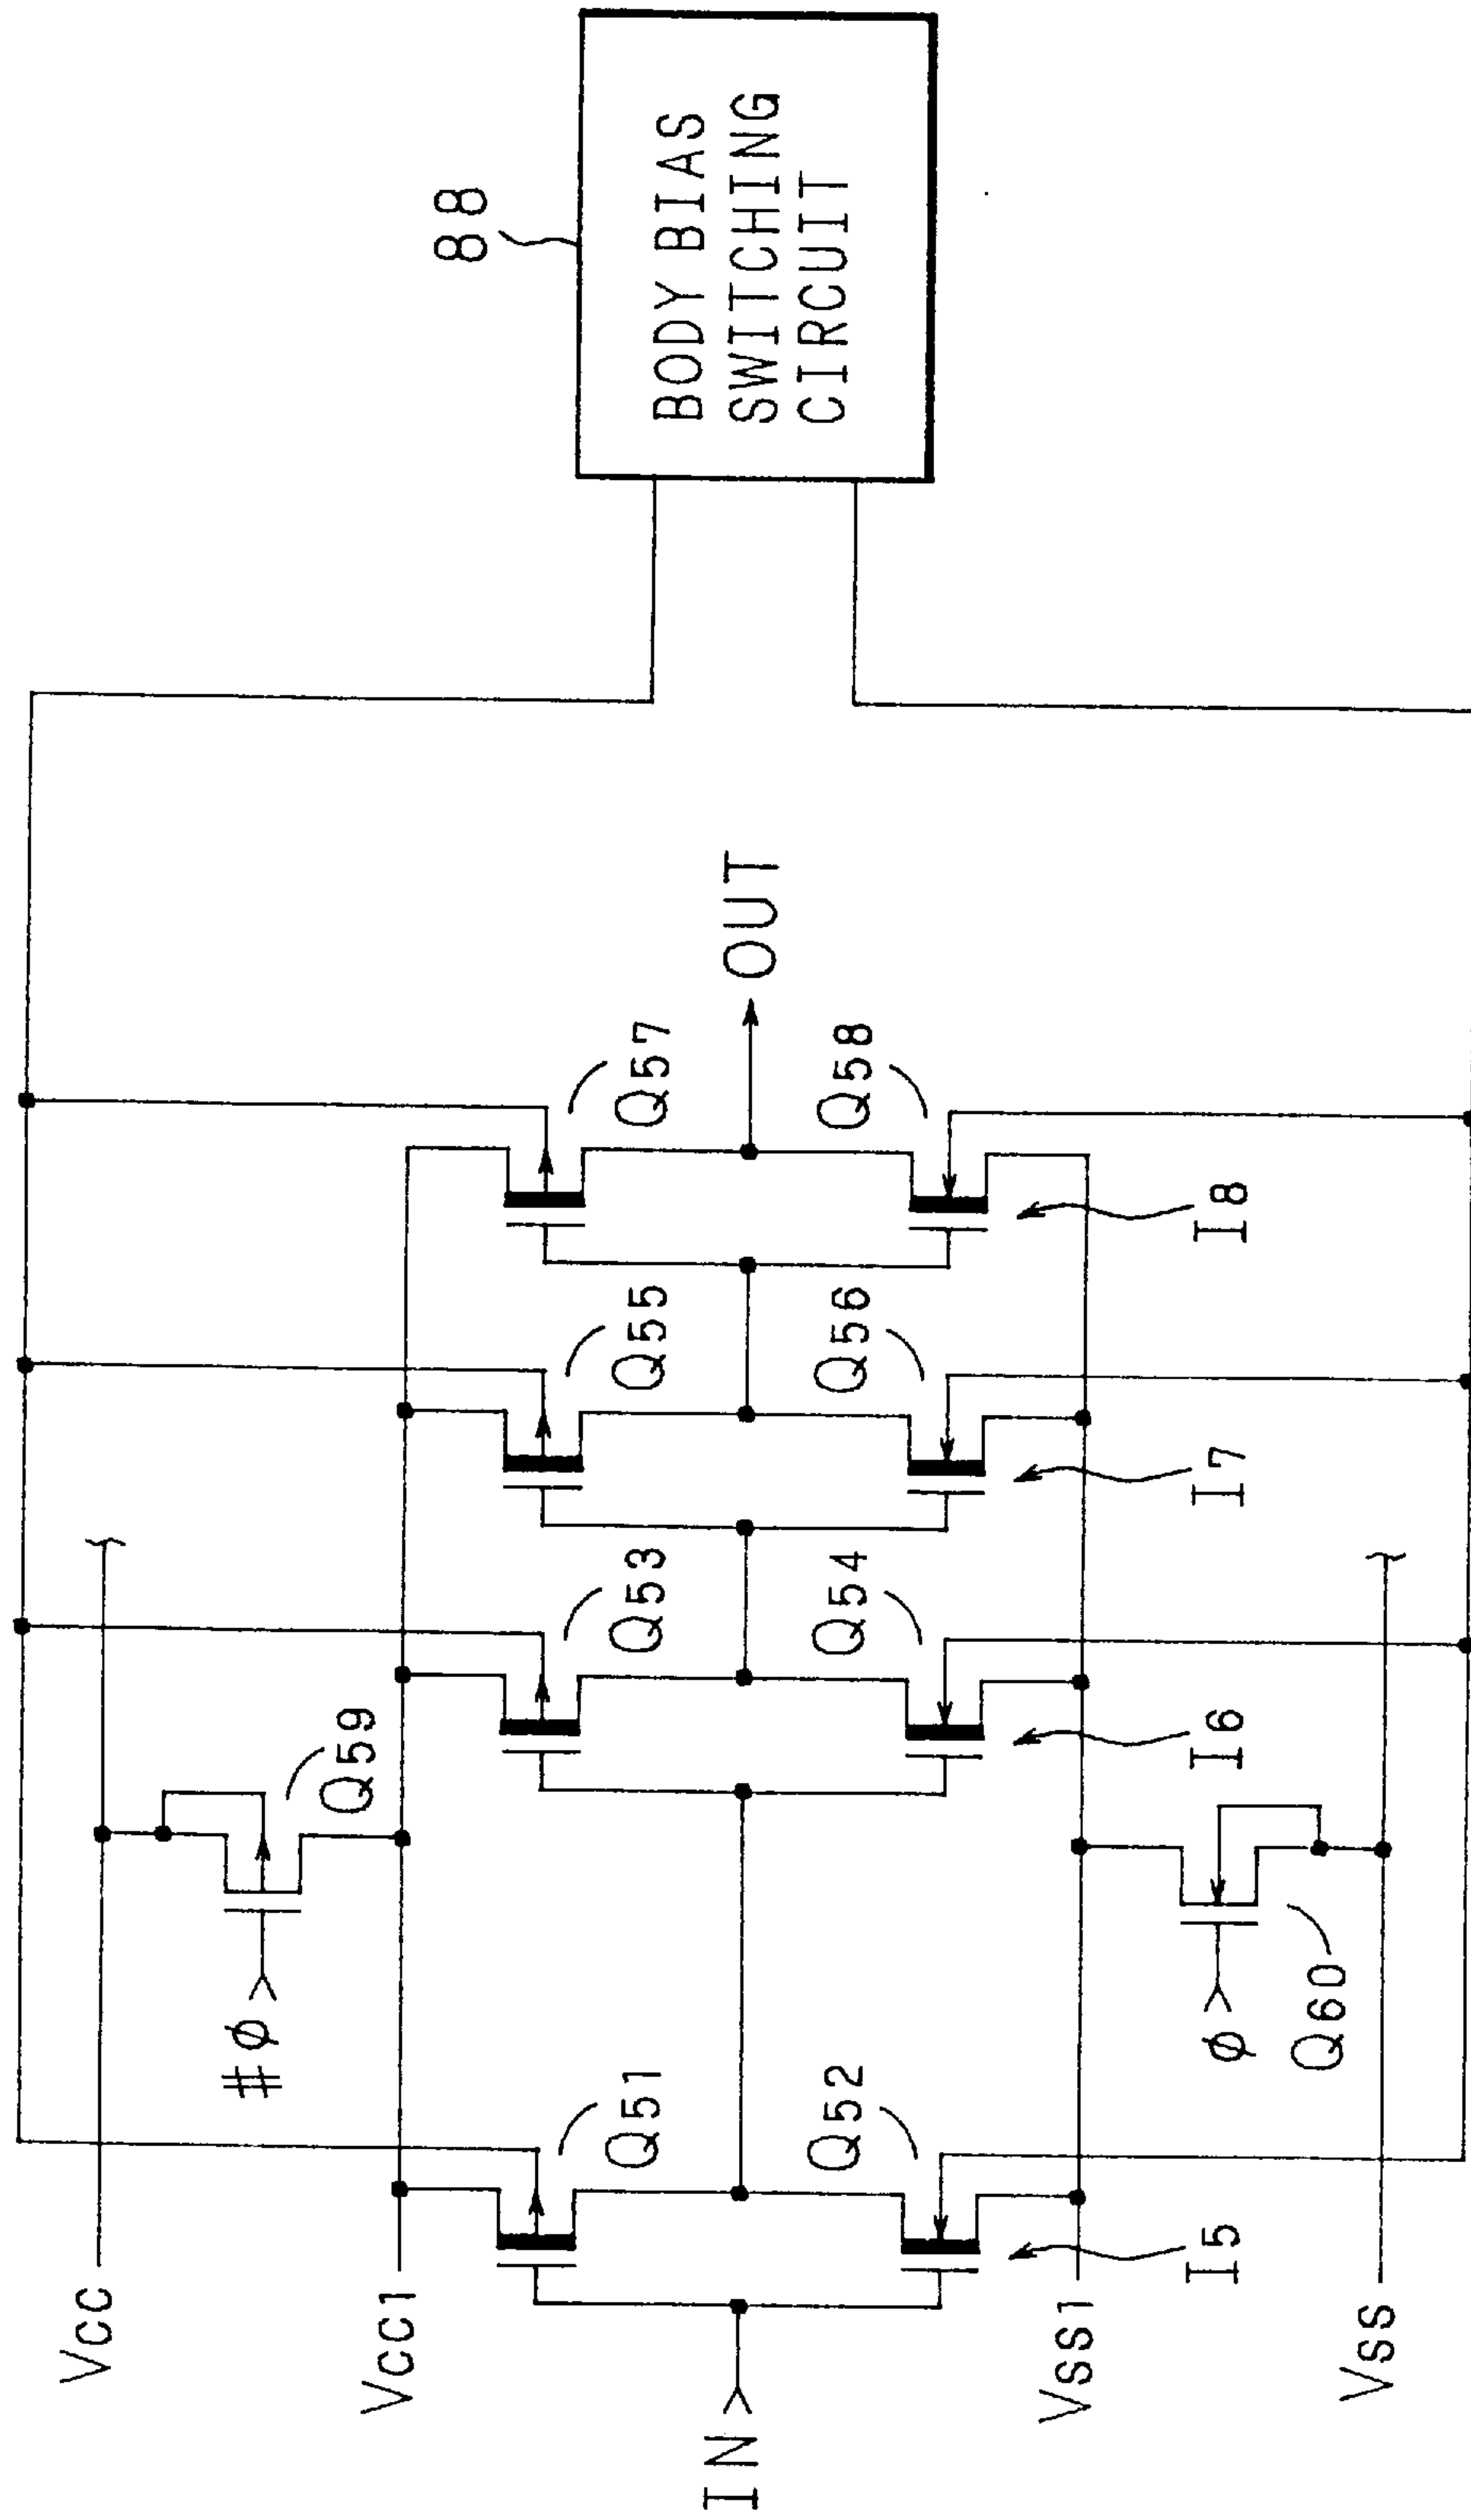 Vcc
Vcc1
IN
Vss1
Vss
#φ
Q59
φ
Q60
Q51
Q52
I5
Q53
Q54
I6
Q55
Q56
I7
Q57
Q58
I8
OUT
88
BODY BIAS
SWITCHING
CIRCUIT